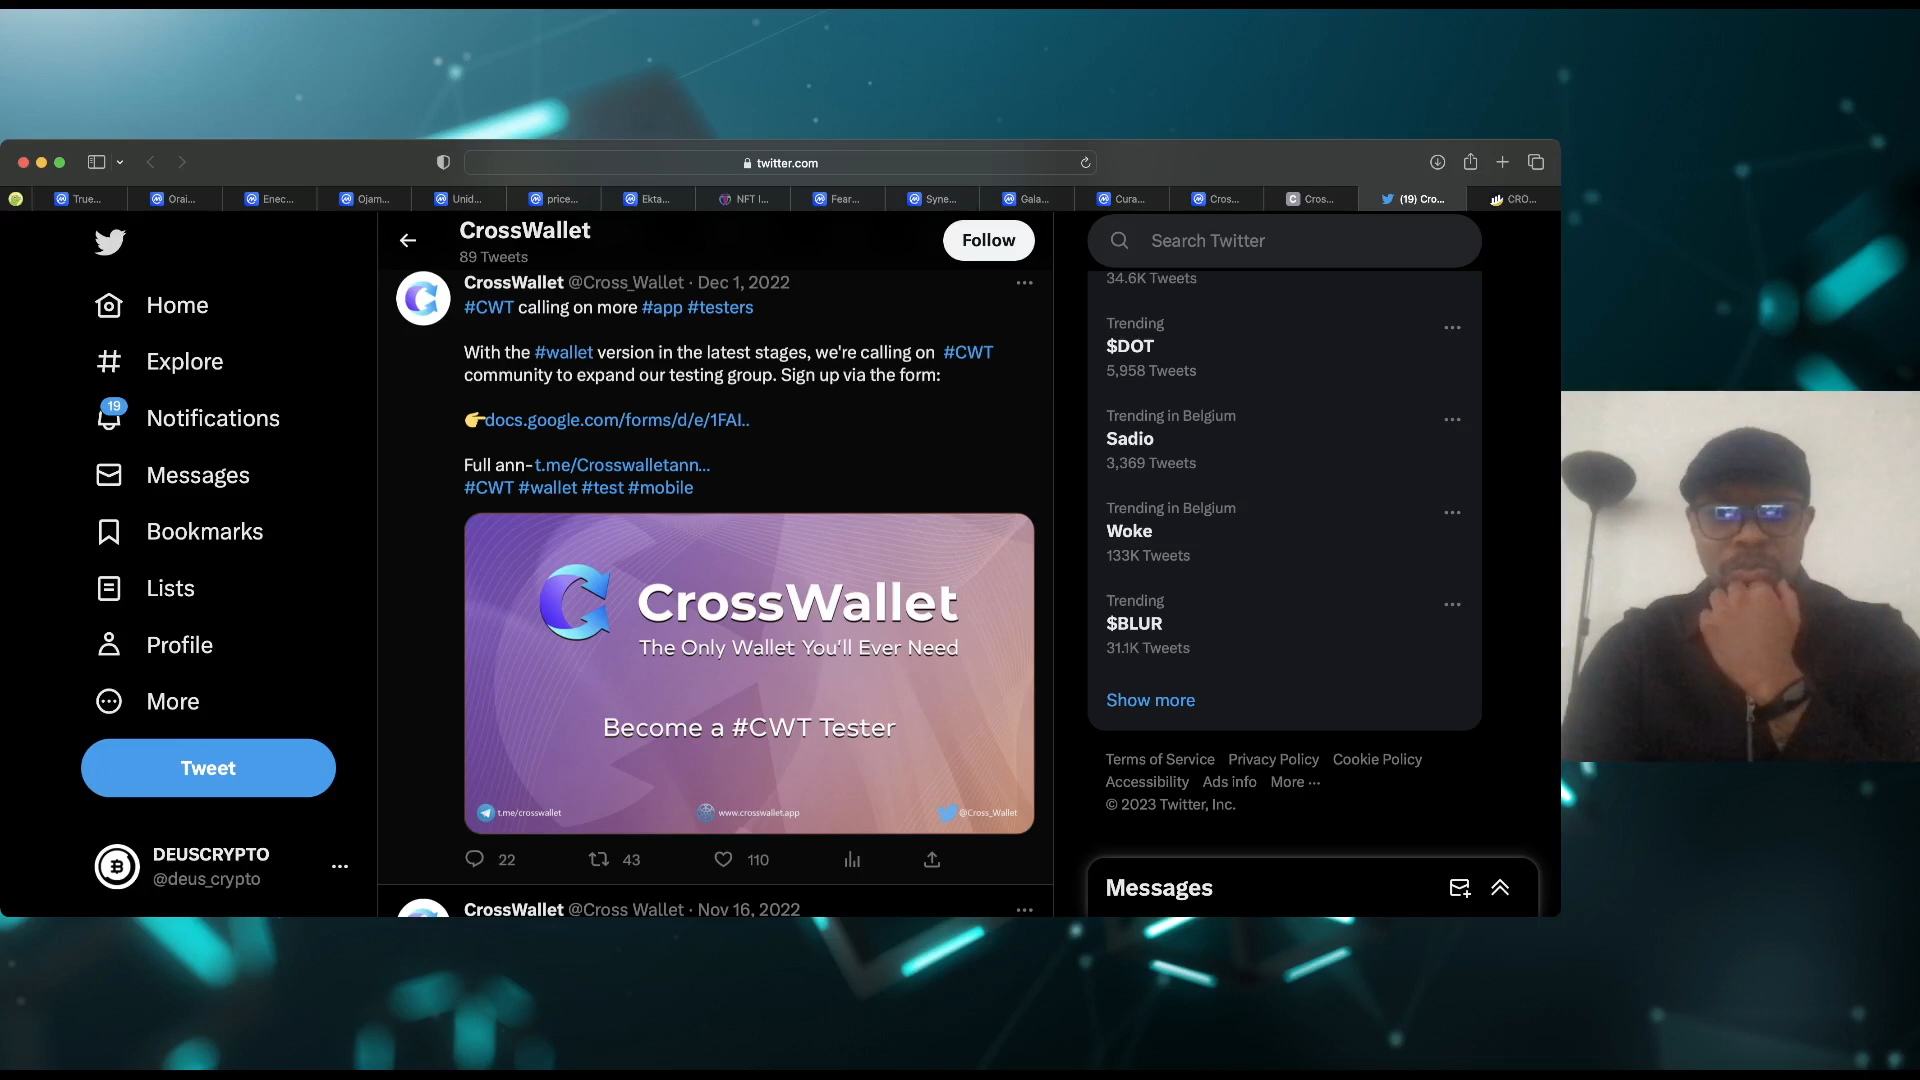 twitter.com
True...
Orai...
Enec...
Ojam...
Unid...
price...
Ekta...
NFT I...
Fear...
Syne...
Gala...
Cura...
Cros...
C Cros...
(19) Cro...
CRO...
Home
Explore
19
Notifications
Messages
Bookmarks
Lists
Profile
More
Tweet
DEUSCRYPTO
@deus_crypto
CrossWallet
89 Tweets
Follow
CrossWallet @Cross_Wallet · Dec 1, 2022
#CWT calling on more #app #testers
With the #wallet version in the latest stages, we're calling on #CWT
community to expand our testing group. Sign up via the form:
docs.google.com/forms/d/e/1FAI..
Full ann-t.me/Crosswalletann...
#CWT #wallet #test #mobile
CrossWallet
The Only Wallet You'll Ever Need
Become a #CWT Tester
t.me/crosswallet
www.crosswallet.app
@Cross_Wallet
22
43
110
CrossWallet @Cross_Wallet · Nov 16, 2022
Search Twitter
34.6K Tweets
Trending
$DOT
5,958 Tweets
Trending in Belgium
Sadio
3,369 Tweets
Trending in Belgium
Woke
133K Tweets
Trending
$BLUR
31.1K Tweets
Show more
Terms of Service Privacy Policy Cookie Policy
Accessibility Ads info More ···
© 2023 Twitter, Inc.
Messages